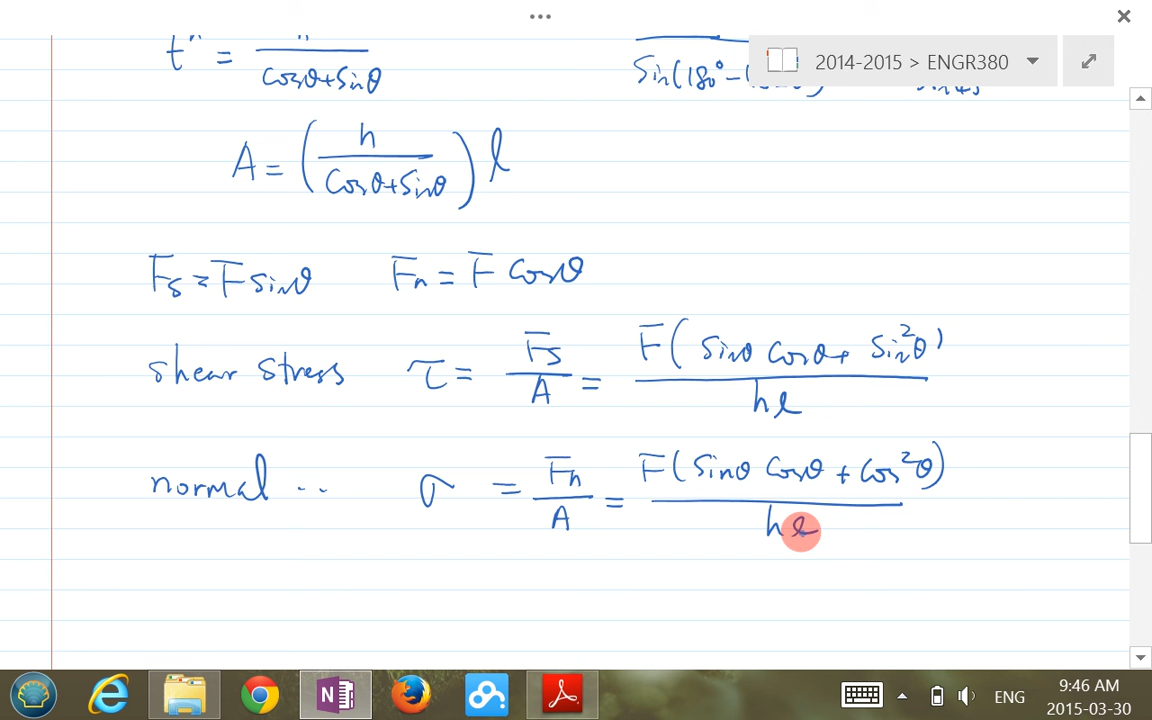 2014-2015 > ENGR380
t" = h / cosθ+sinθ
Sin(180°-
A = (h / cosθ+sinθ) l
Fs = F sinθ Fn = F cosθ
shear stress τ = Fs/A = F(sinθ cosθ + sin²θ) / hl
normal .. σ = Fn/A = F(sinθ cosθ + cos²θ) / hl
ENG
9:46 AM
2015-03-30